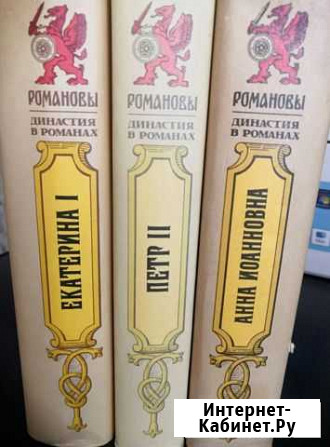 РОМАНОВЫ
ДИНАСТИЯ
В РОМАНАХ
ЕКАТЕРИНА I
РОМАНОВЫ
ДИНАСТИЯ
В РОМАНАХ
ПЕТР II
РОМАНОВЫ
ДИНАСТИЯ
В РОМАНАХ
АННА ИОАННОВНА
Интернет-
Кабинет.Ру